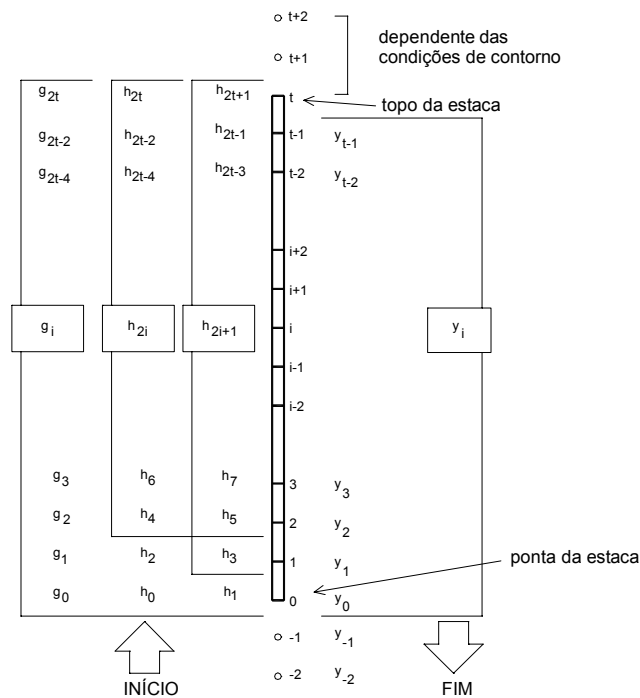 t+2
dependente das
condições de contorno
t+1
g2t h2t h2t+1 t
topo da estaca
g2t-2 h2t-2 h2t-1 t-1 yt-1
g2t-4 h2t-4 h2t-3 t-2 yt-2
i+2
i+1
gi h2i h2i+1 i yi
i-1
i-2
g3 h6 h7 3 y3
g2 h4 h5 2 y2
g1 h2 h3 1 y1
ponta da estaca
g0 h0 h1 0 y0
-1 y-1
-2 y-2
INÍCIO FIM